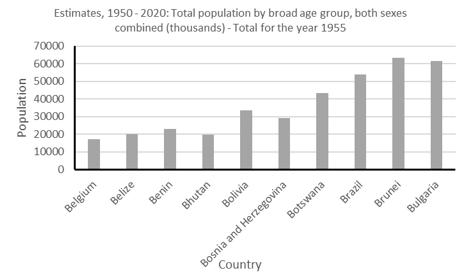 Estimates, 1950 - 2020: Total population by broad age group, both sexes
combined (thousands) - Total for the year 1955
70000
60000
50000
40000
30000
20000
10000
0
Population
Belgium
Belize
Benin
Bhutan
Bolivia
Bosnia and Herzegovina
Botswana
Brazil
Brunei
Bulgaria
Country